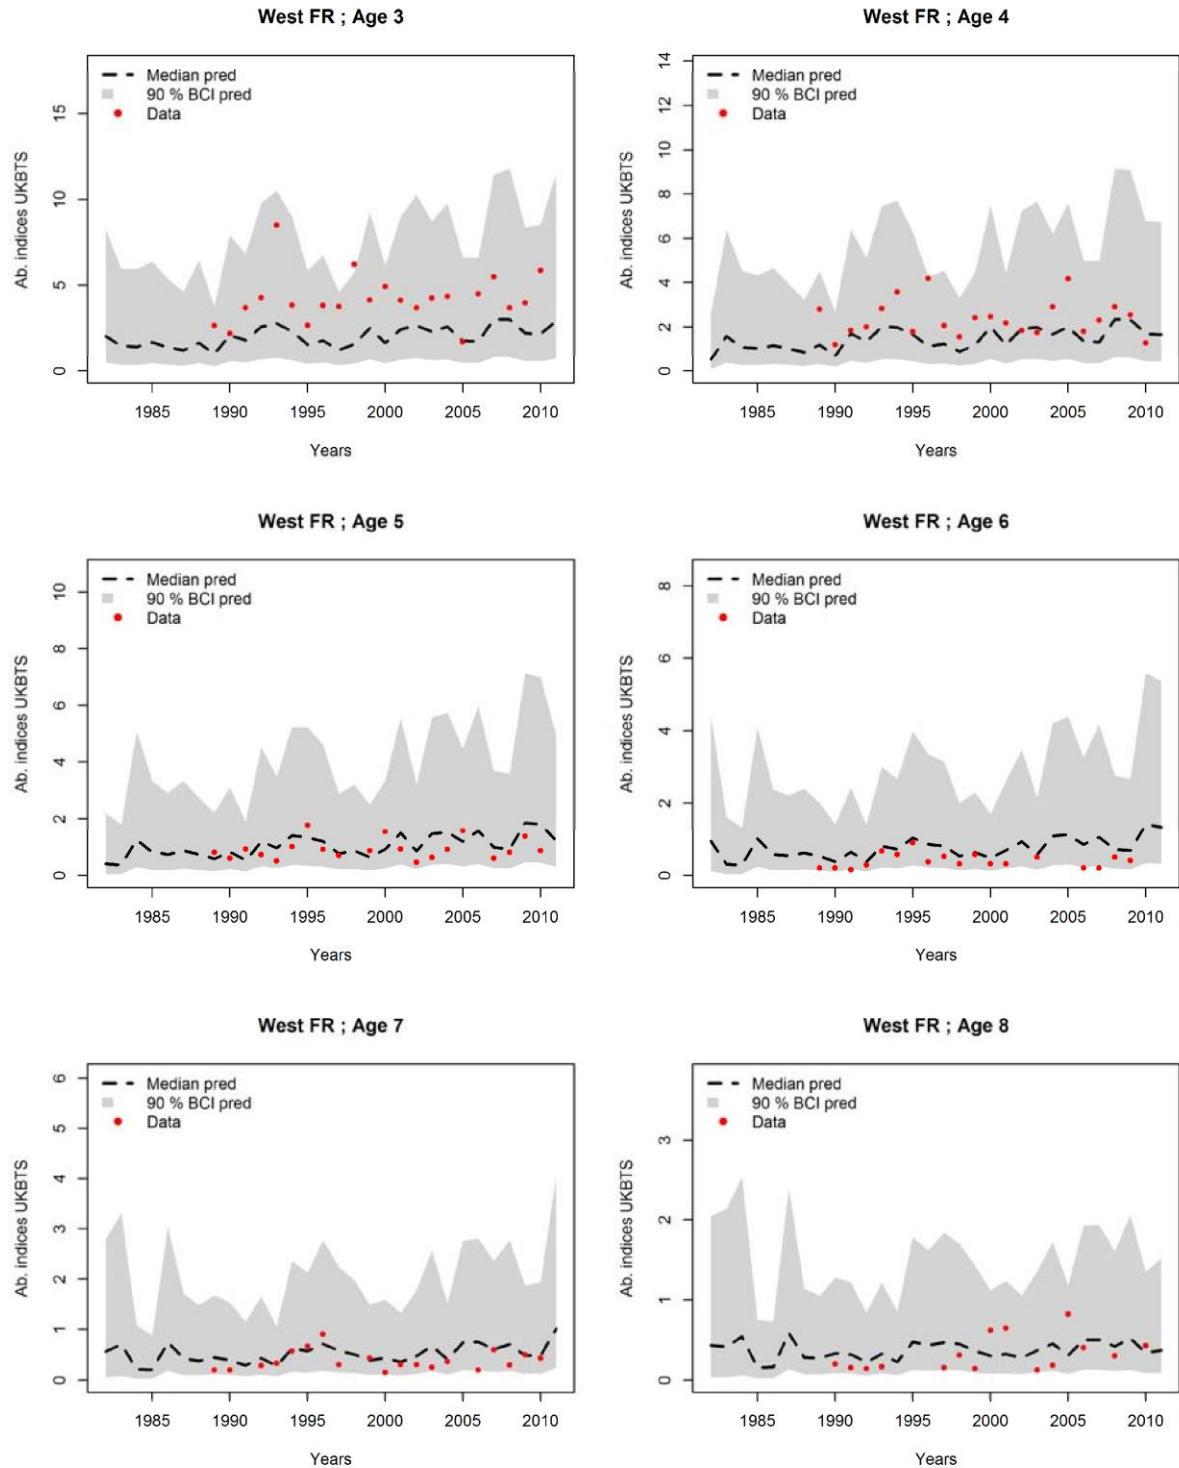 West FR ; Age 3
Median pred
90 % BCI pred
Data
Ab. indices UKBTS
0 5 10 15
1985 1990 1995 2000 2005 2010
Years
West FR ; Age 4
Median pred
90 % BCI pred
Data
Ab. indices UKBTS
0 2 4 6 8 10 12 14
1985 1990 1995 2000 2005 2010
Years
West FR ; Age 5
Median pred
90 % BCI pred
Data
Ab. indices UKBTS
0 2 4 6 8 10
1985 1990 1995 2000 2005 2010
Years
West FR ; Age 6
Median pred
90 % BCI pred
Data
Ab. indices UKBTS
0 2 4 6 8
1985 1990 1995 2000 2005 2010
Years
West FR ; Age 7
Median pred
90 % BCI pred
Data
Ab. indices UKBTS
0 1 2 3 4 5 6
1985 1990 1995 2000 2005 2010
Years
West FR ; Age 8
Median pred
90 % BCI pred
Data
Ab. indices UKBTS
0 1 2 3
1985 1990 1995 2000 2005 2010
Years